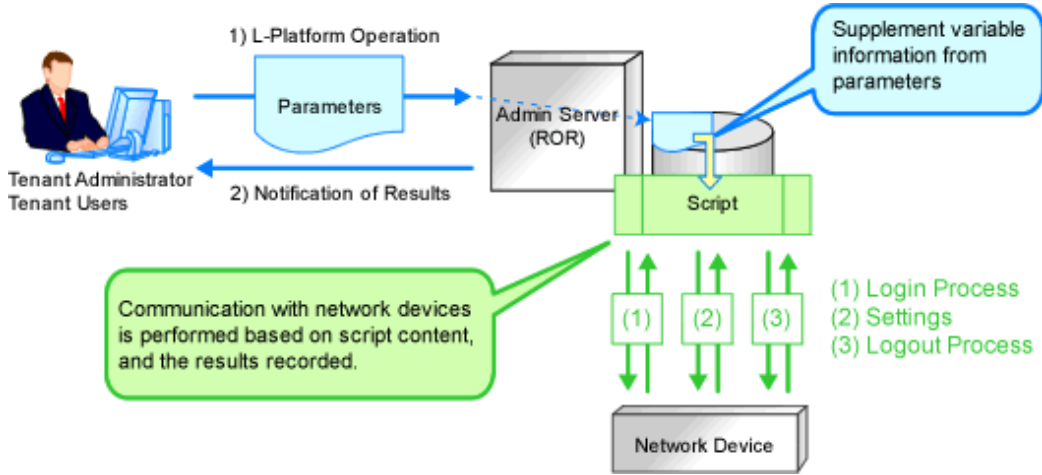 1) L-Platform Operation
Parameters
Admin Server
(ROR)
Supplement variable
information from
parameters
Tenant Administrator
Tenant Users
2) Notification of Results
Script
Communication with network devices
is performed based on script content,
and the results recorded.
(1)
(2)
(3)
(1) Login Process
(2) Settings
(3) Logout Process
Network Device